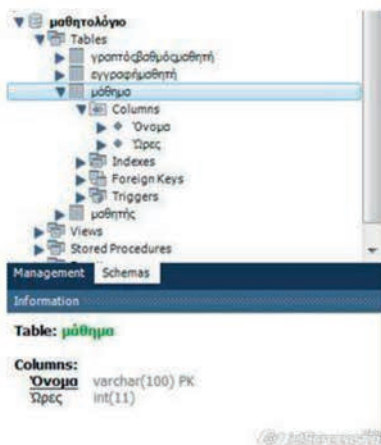 μαθητολόγιο
Tables
γραπτόςβαθμόςμαθητή
εγγραφήμαθητή
μάθημα
Columns
Όνομα
Ώρες
Indexes
Foreign Keys
Triggers
μαθητής
Views
Stored Procedures
Management Schemas
Information
Table: μάθημα
Columns:
Όνομα varchar(100) PK
Ώρες int(11)